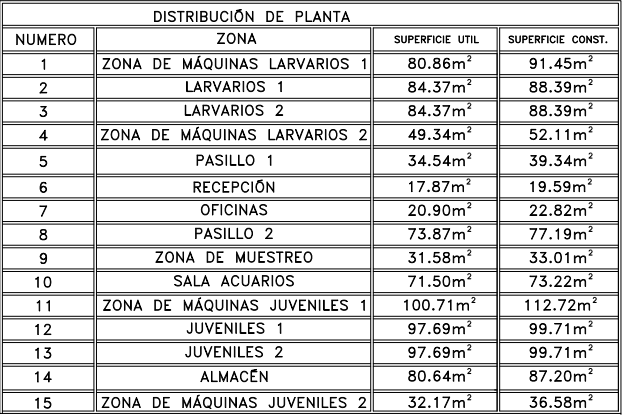 DISTRIBUCIÓN DE PLANTA
NUMERO ZONA SUPERFICIE UTIL SUPERFICIE CONST.
1 ZONA DE MÁQUINAS LARVARIOS 1 80.86m² 91.45m²
2 LARVARIOS 1 84.37m² 88.39m²
3 LARVARIOS 2 84.37m² 88.39m²
4 ZONA DE MÁQUINAS LARVARIOS 2 49.34m² 52.11m²
5 PASILLO 1 34.54m² 39.34m²
6 RECEPCIÓN 17.87m² 19.59m²
7 OFICINAS 20.90m² 22.82m²
8 PASILLO 2 73.87m² 77.19m²
9 ZONA DE MUESTREO 31.58m² 33.01m²
10 SALA ACUARIOS 71.50m² 73.22m²
11 ZONA DE MÁQUINAS JUVENILES 1 100.71m² 112.72m²
12 JUVENILES 1 97.69m² 99.71m²
13 JUVENILES 2 97.69m² 99.71m²
14 ALMACÉN 80.64m² 87.20m²
15 ZONA DE MÁQUINAS JUVENILES 2 32.17m² 36.58m²